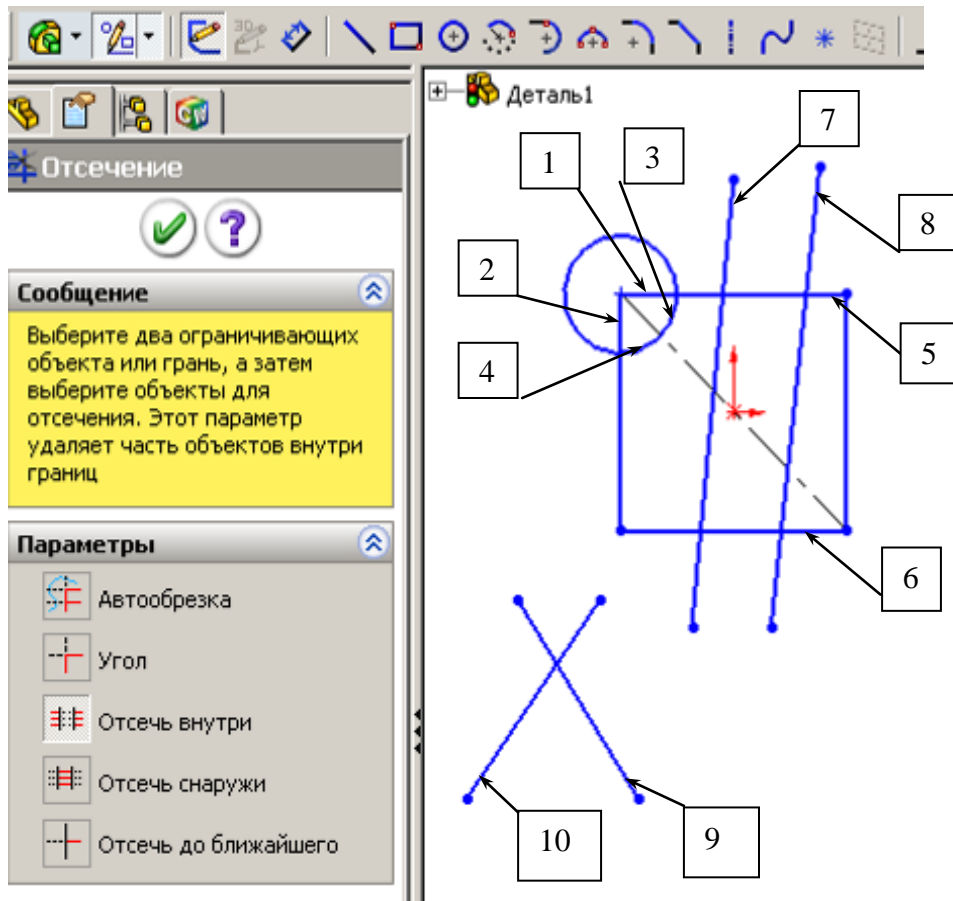 3D
Деталь1
Отсечение
?
Сообщение
Выберите два ограничивающих
объекта или грань, а затем
выберите объекты для
отсечения. Этот параметр
удаляет часть объектов внутри
границ
Параметры
Автообрезка
Угол
Отсечь внутри
Отсечь снаружи
Отсечь до ближайшего
7
1
3
8
2
5
4
6
10
9